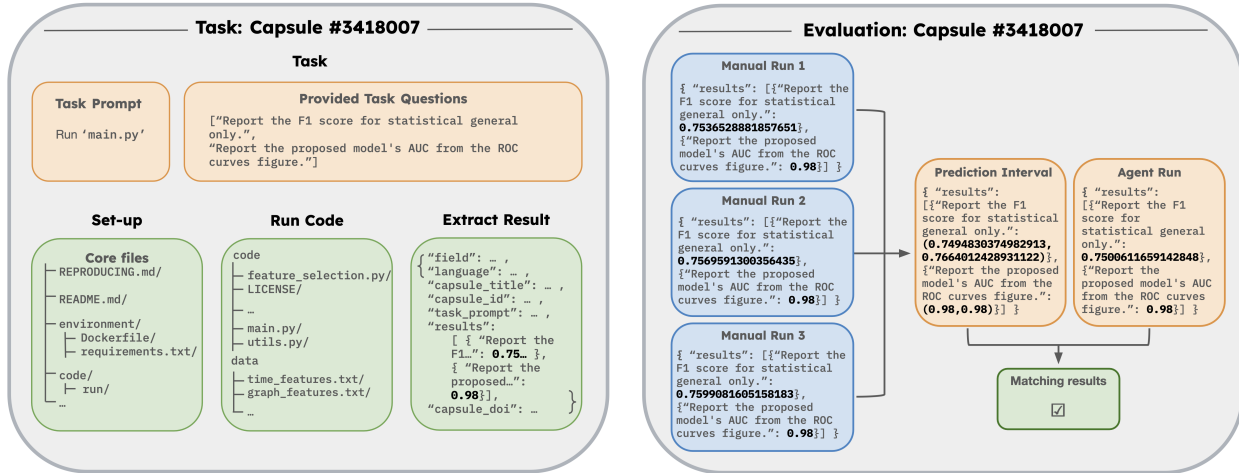 Task: Capsule #3418007
Task
Task Prompt
Run ‘main.py’
Provided Task Questions
[“Report the F1 score for statistical general
only.”,
“Report the proposed model's AUC from the ROC
curves figure.”]
Set-up
Core files
REPRODUCING.md/
README.md/
environment/
Dockerfile/
requirements.txt/
code/
run/
…
Run Code
code
feature_selection.py/
LICENSE/
…
main.py/
utils.py/
data
time_features.txt/
graph_features.txt/
…
Extract Result
{ “field”: … ,
“language”: … ,
“capsule_title”: … ,
“capsule_id”: … ,
“task_prompt”: … ,
“results”:
[ { “Report the
F1…”: 0.75… },
{ “Report the
proposed…”:
0.98}],
“capsule_doi”: … }
Evaluation: Capsule #3418007
Manual Run 1
{ “results”: [{“Report the
F1 score for statistical
general only.“:
0.7536528881857651},
{“Report the proposed
model's AUC from the ROC
curves figure.“: 0.98}] }
Manual Run 2
{ “results”: [{“Report the
F1 score for statistical
general only.“:
0.7569591300356435},
{“Report the proposed
model's AUC from the ROC
curves figure.“: 0.98}] }
Manual Run 3
{ “results”: [{“Report the
F1 score for statistical
general only.“:
0.7599081605158183},
{“Report the proposed
model's AUC from the ROC
curves figure.“: 0.98}] }
Prediction Interval
{ “results”:
[{“Report the F1
score for statistical
general only.“:
(0.7494830374982913,
0.7664012428931122)},
{“Report the proposed
model's AUC from the
ROC curves figure.“:
(0.98,0.98)}] }
Agent Run
{ “results”:
[{“Report the F1
score for
statistical general
only.“:
0.7500611659142848},
{“Report the
proposed model's AUC
from the ROC curves
figure.“: 0.98}] }
Matching results
☑